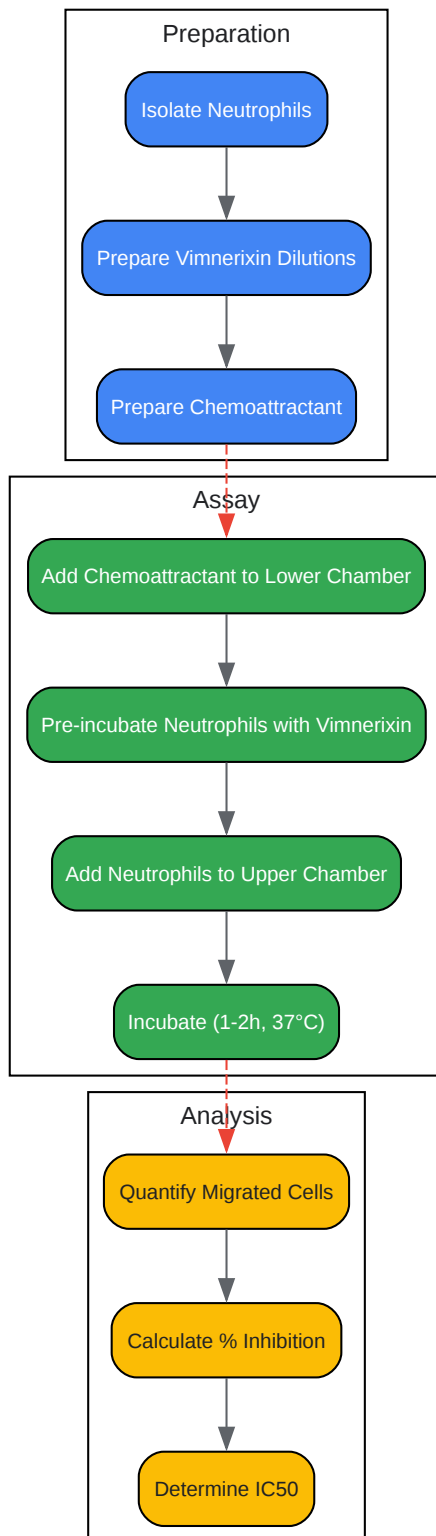 Preparation
Isolate Neutrophils
Prepare Vimnerixin Dilutions
Prepare Chemoattractant
Assay
Add Chemoattractant to Lower Chamber
Pre-incubate Neutrophils with Vimnerixin
Add Neutrophils to Upper Chamber
Incubate (1-2h, 37°C)
Analysis
Quantify Migrated Cells
Calculate % Inhibition
Determine IC50